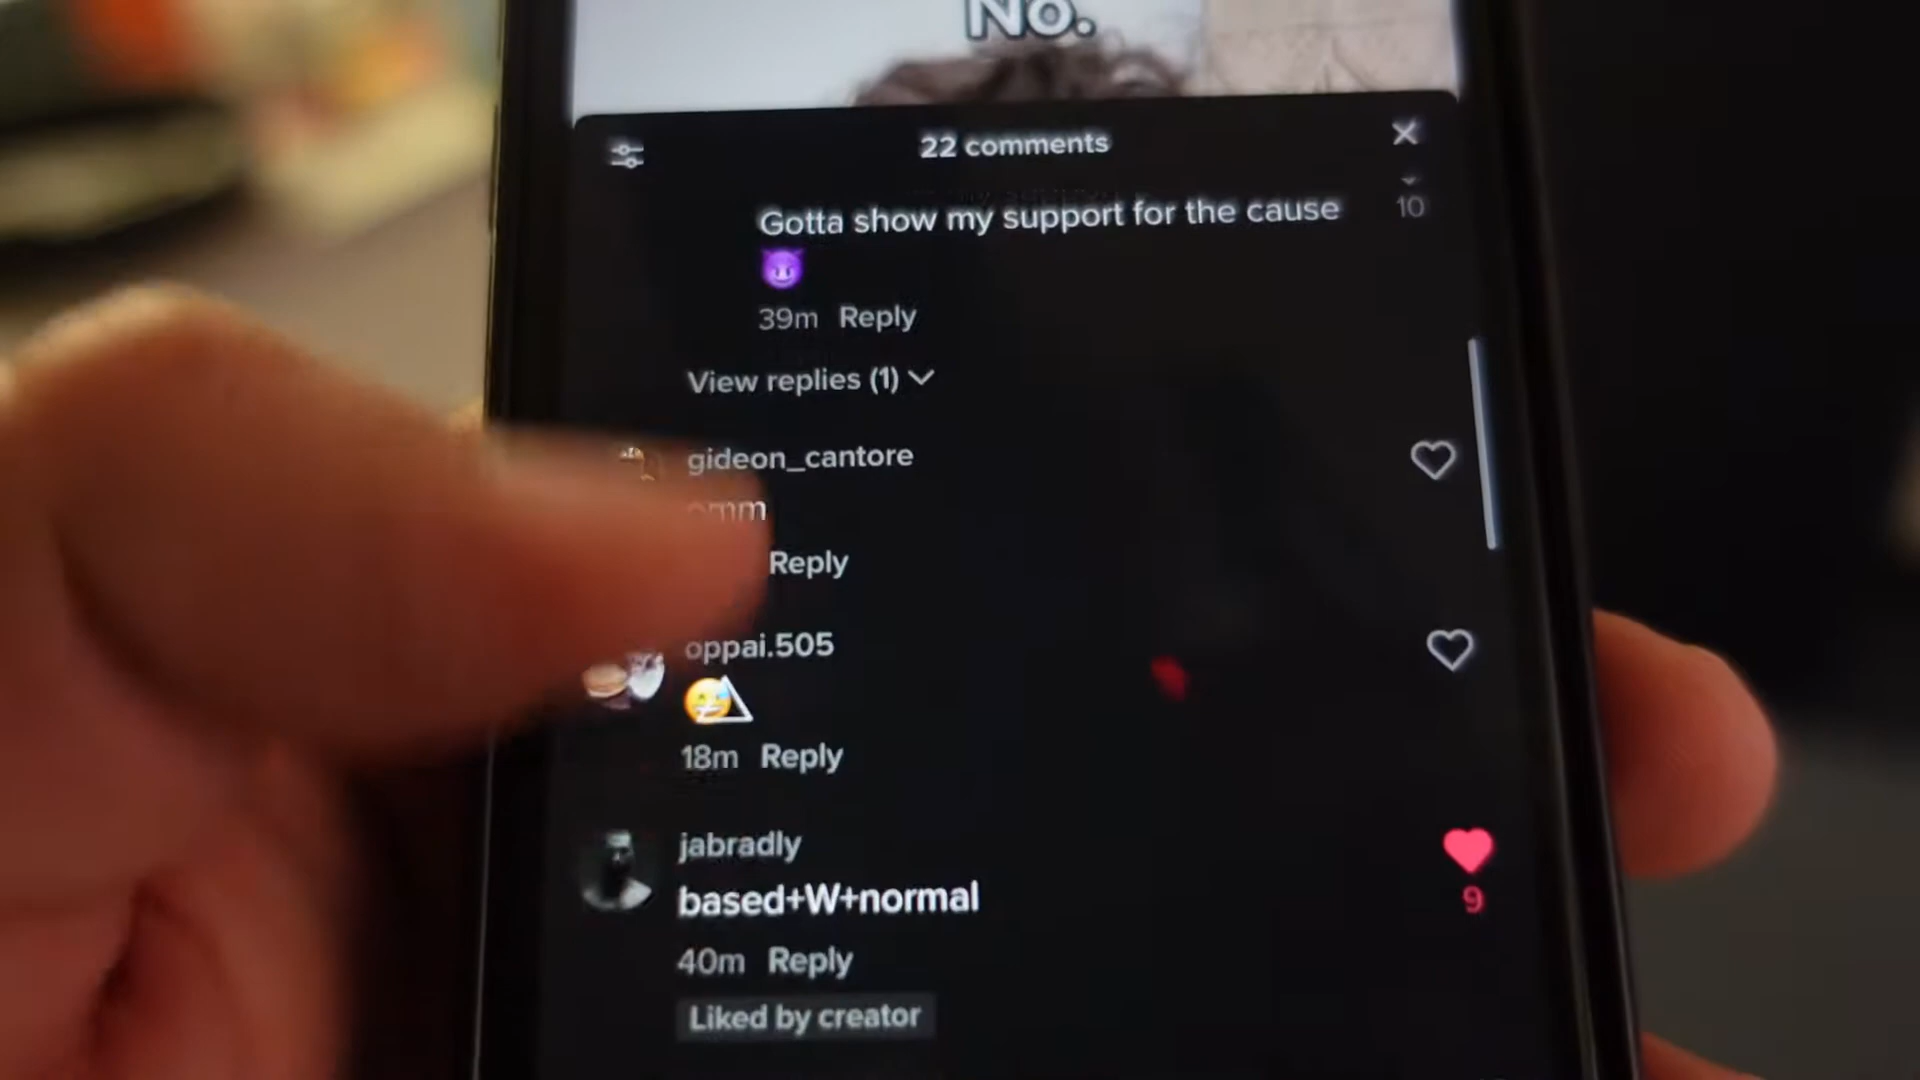 No.
22 comments
Gotta show my support for the cause
10
😈
39m Reply
View replies (1)
gideon_cantore
Reply
oppai.505
18m Reply
jabradly
based+W+normal
9
40m Reply
Liked by creator